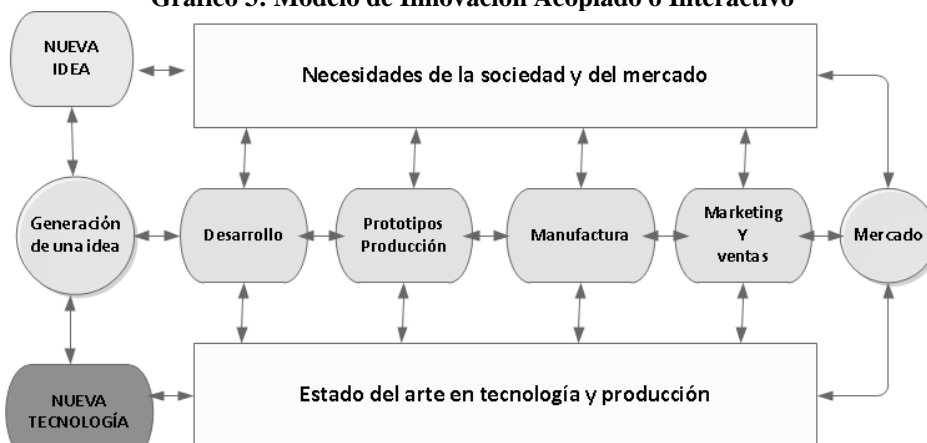 Gráfico 3: Modelo de Innovación Acoplado o Interactivo
NUEVA
IDEA
Necesidades de la sociedad y del mercado
Generación
de una idea
Desarrollo
Prototipos
Producción
Manufactura
Marketing
Y
ventas
Mercado
NUEVA
TECNOLOGÍA
Estado del arte en tecnología y producción